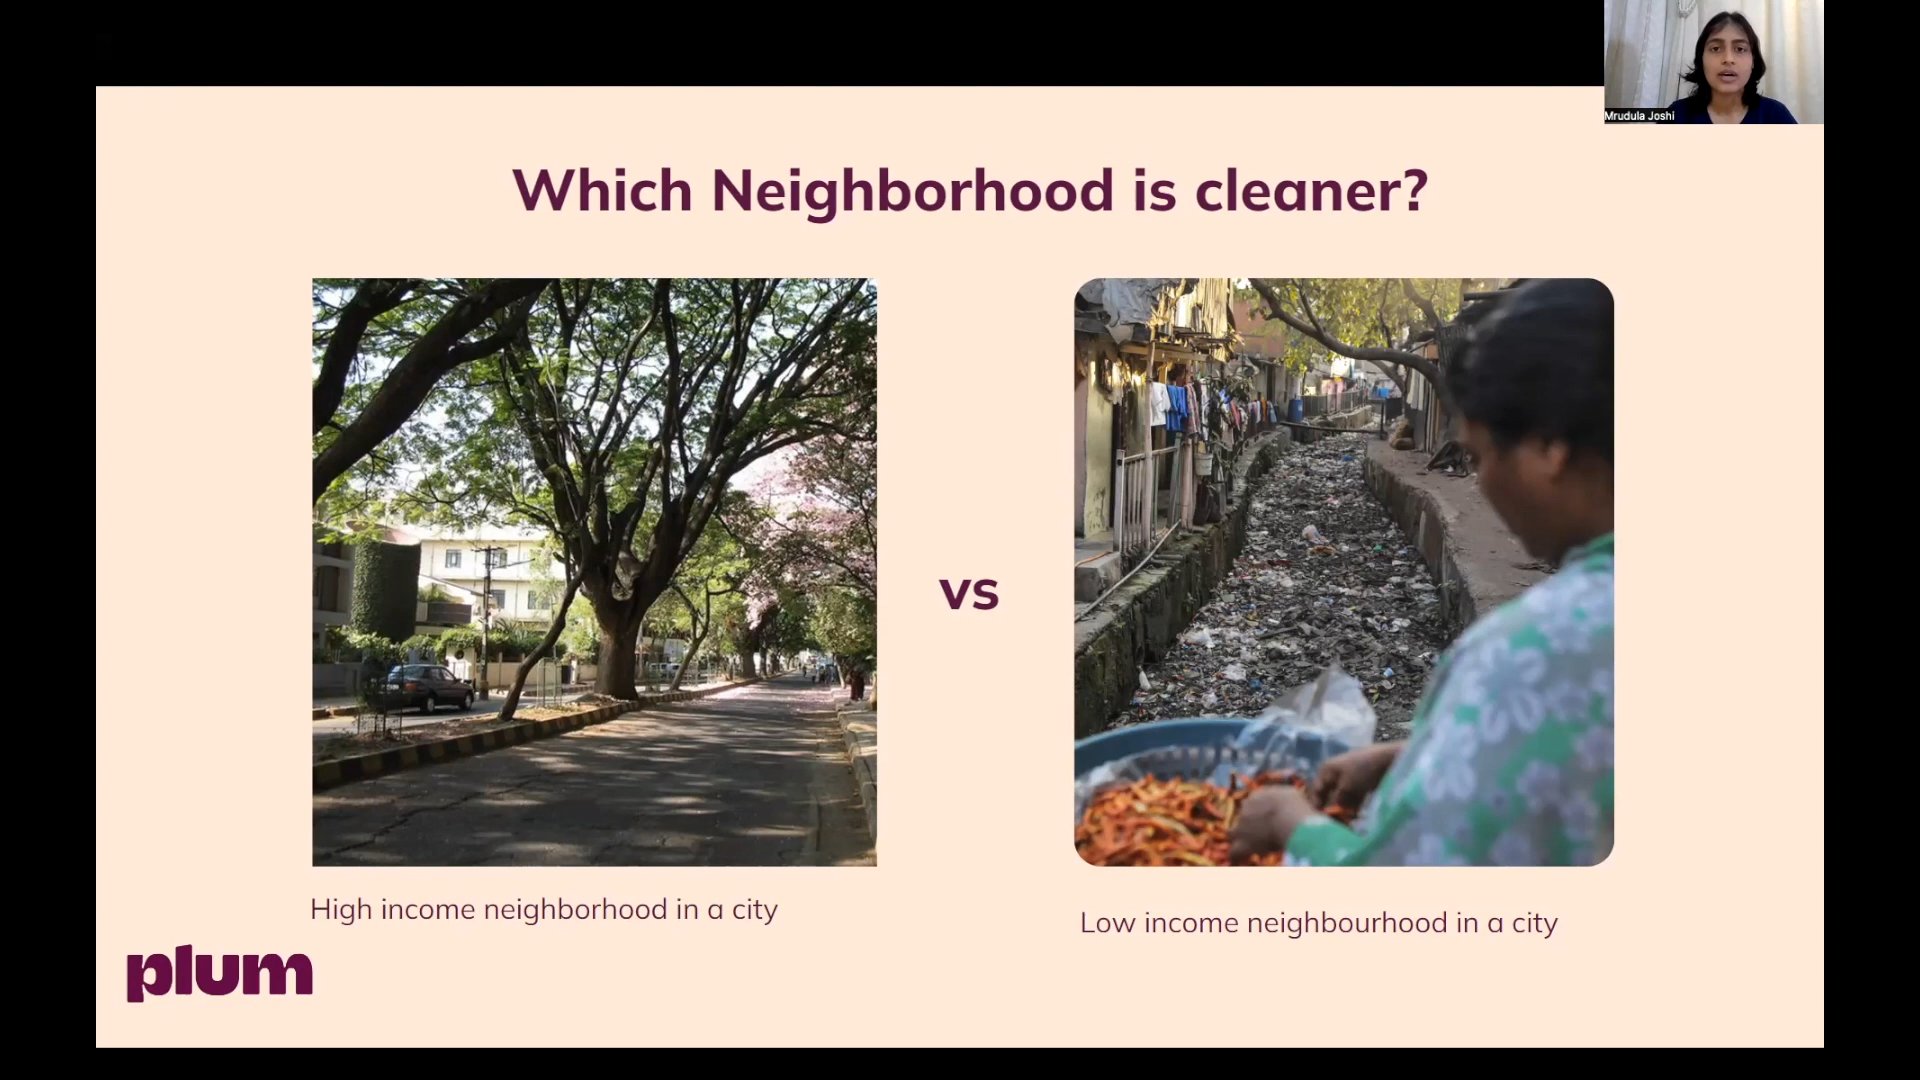 Mrudula Joshi
Which Neighborhood is cleaner?
vs
High income neighborhood in a city
Low income neighbourhood in a city
plum